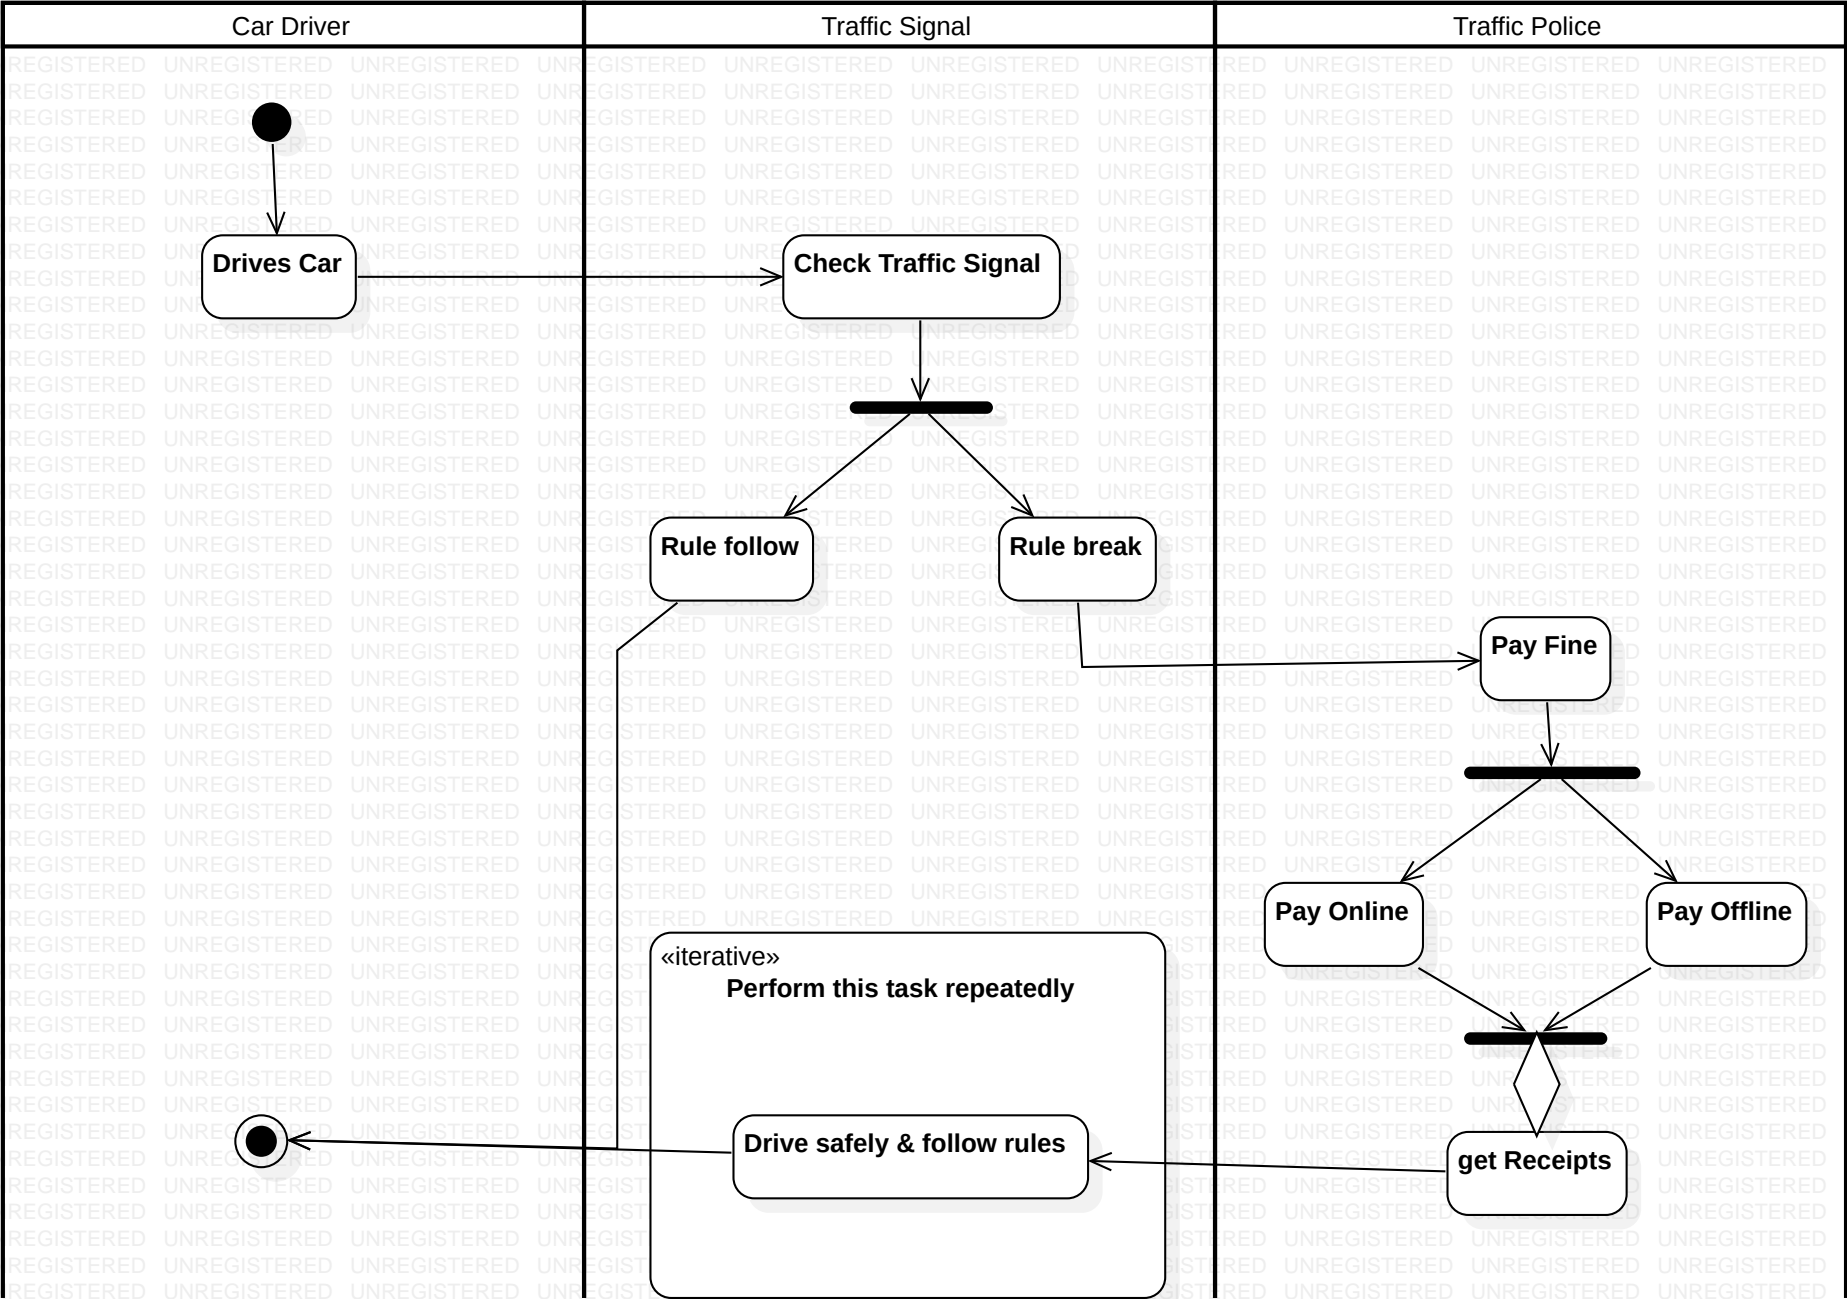 Car Driver
Traffic Signal
Traffic Police
Drives Car
Check Traffic Signal
Rule follow
Rule break
Pay Fine
Pay Online
Pay Offline
«iterative»
Perform this task repeatedly
Drive safely & follow rules
get Receipts
UNREGISTERED